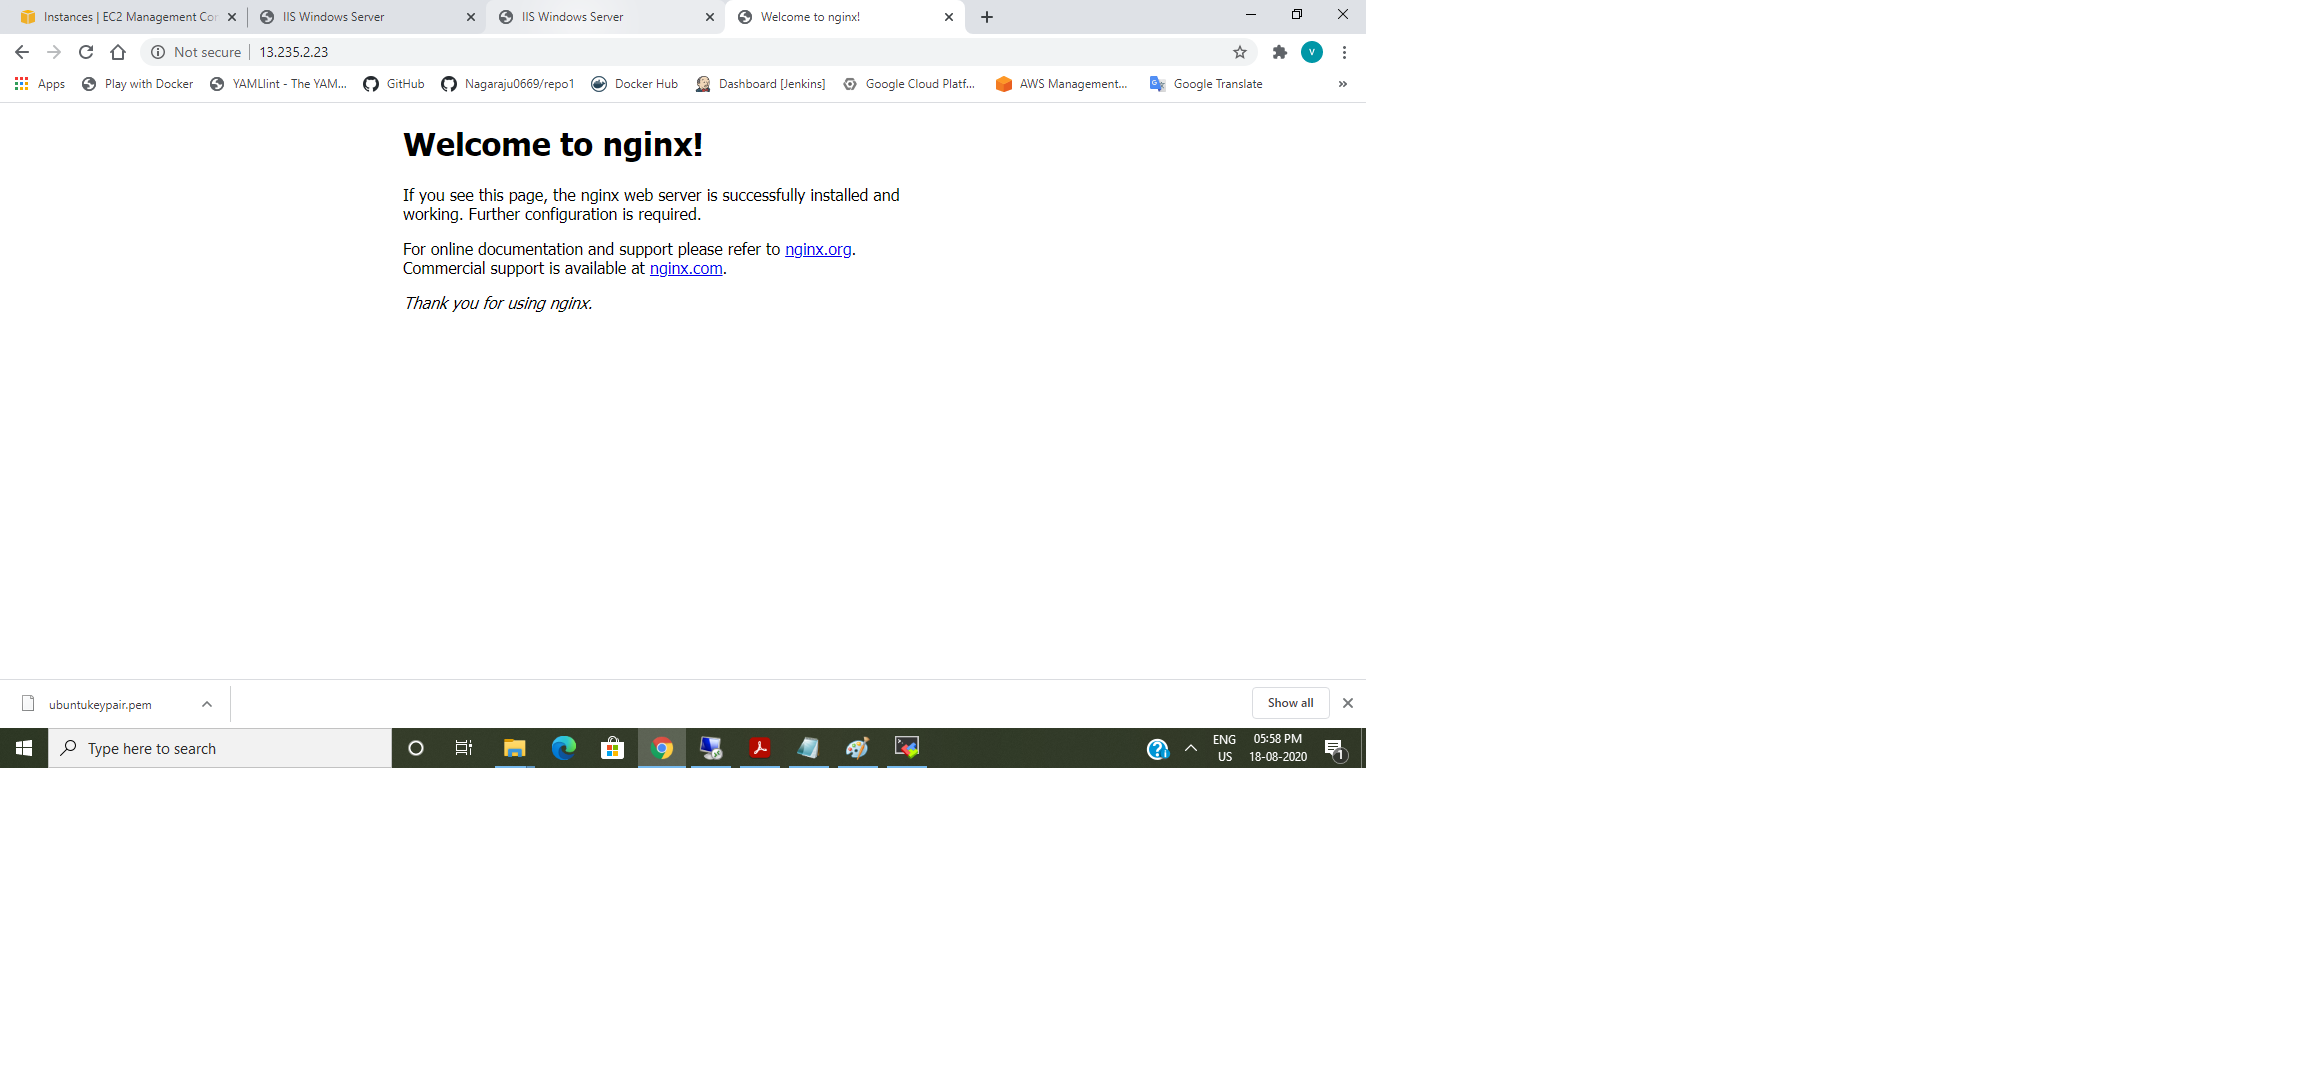 Instances | EC2 Management Con
IIS Windows Server
IIS Windows Server
Welcome to nginx!
Not secure
13.235.2.23
V
Apps
Play with Docker
YAMLlint - The YAM...
GitHub
Nagaraju0669/repo1
Docker Hub
Dashboard [Jenkins]
Google Cloud Platf...
AWS Management...
Google Translate
»
Welcome to nginx!
If you see this page, the nginx web server is successfully installed and
working. Further configuration is required.
For online documentation and support please refer to nginx.org.
Commercial support is available at nginx.com.
Thank you for using nginx.
ubuntukeypair.pem
Show all
Type here to search
ENG
US
05:58 PM
18-08-2020
1